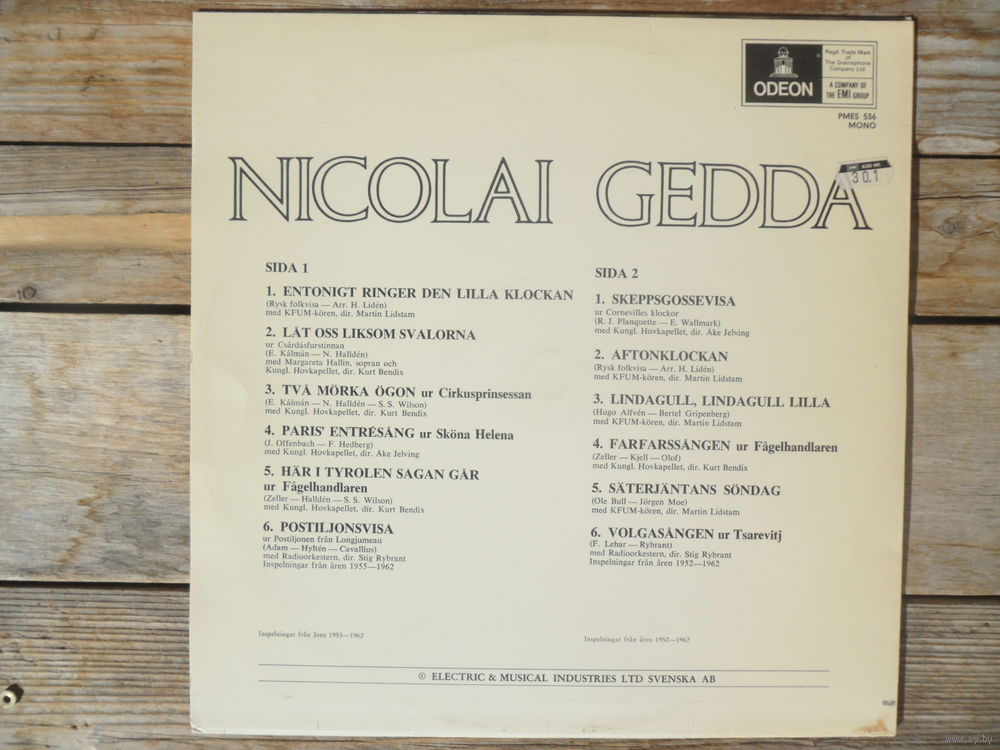 ODEON
Regd. Trade Mark
of
The Gramophone
Company Ltd.
A COMPANY OF
THE EMI GROUP
PMES 536
MONO
NICOLAI GEDDA
301
SIDA 1
1. ENTONIGT RINGER DEN LILLA KLOCKAN
(Rysk folkvisa — Arr. H. Lidén)
med KFUM-kören, dir. Martin Lidstam
2. LÅT OSS LIKSOM SVALORNA
ur Csárdásfurstinnan
(E. Kálmán — N. Halldén)
med Margareta Hallin, sopran och
Kungl. Hovkapellet, dir. Kurt Bendix
3. TVÅ MÖRKA ÖGON ur Cirkusprinsessan
(E. Kálmán — N. Halldén — S. S. Wilson)
med Kungl. Hovkapellet, dir. Kurt Bendix
4. PARIS' ENTRÉSÅNG ur Sköna Helena
(J. Offenbach — F. Hedberg)
med Kungl. Hovkapellet, dir. Åke Jelving
5. HÄR I TYROLEN SAGAN GÅR
ur Fågelhandlaren
(Zeller — Halldén — S. S. Wilson)
med Kungl. Hovkapellet, dir. Kurt Bendix
6. POSTILJONSVISA
ur Postiljonen från Longjumeau
(Adam — Hyltén — Cavallius)
med Radioorkestern, dir. Stig Rybrant
Inspelningar från åren 1955—1962
Inspelningar från åren 1955—1962
SIDA 2
1. SKEPPSGOSSEVISA
ur Cornevilles klockor
(R. J. Planquette — E. Wallmark)
med Kungl. Hovkapellet, dir. Åke Jelving
2. AFTONKLOCKAN
(Rysk folkvisa — Arr. H. Lidén)
med KFUM-kören, dir. Martin Lidstam
3. LINDAGULL, LINDAGULL LILLA
(Hugo Alfvén — Bertel Gripenberg)
med KFUM-kören, dir. Martin Lidstam
4. FARFARSSÅNGEN ur Fågelhandlaren
(Zeller — Kjell — Olof)
med Kungl. Hovkapellet, dir. Kurt Bendix
5. SÄTERJÄNTANS SÖNDAG
(Ole Bull — Jörgen Moe)
med KFUM-kören, dir. Martin Lidstam
6. VOLGASÅNGEN ur Tsarevitj
(F. Lehar — Rybrant)
med Radioorkestern, dir. Stig Rybrant
Inspelningar från åren 1952—1962
Inspelningar från åren 1952—1962
© ELECTRIC & MUSICAL INDUSTRIES LTD SVENSKA AB
www.ay.by